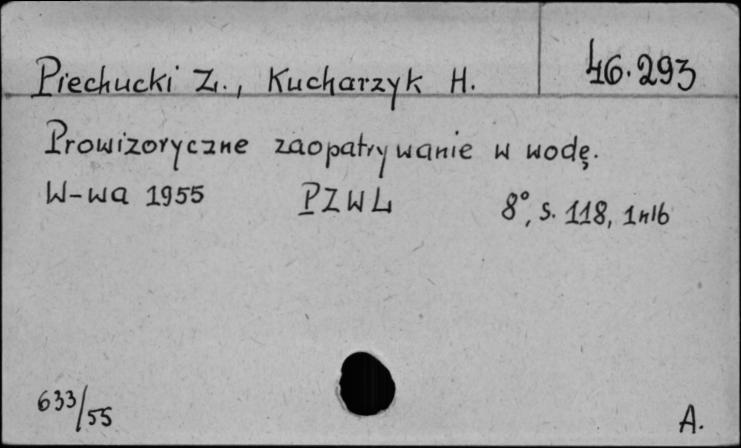 Piechucki Z., Kucharzyk H. 46.293
Prowizoryczne zaopatrywanie w wodę.
W-wa 1955 PZWL 8°, s. 118, 1nlb
633/55 A.